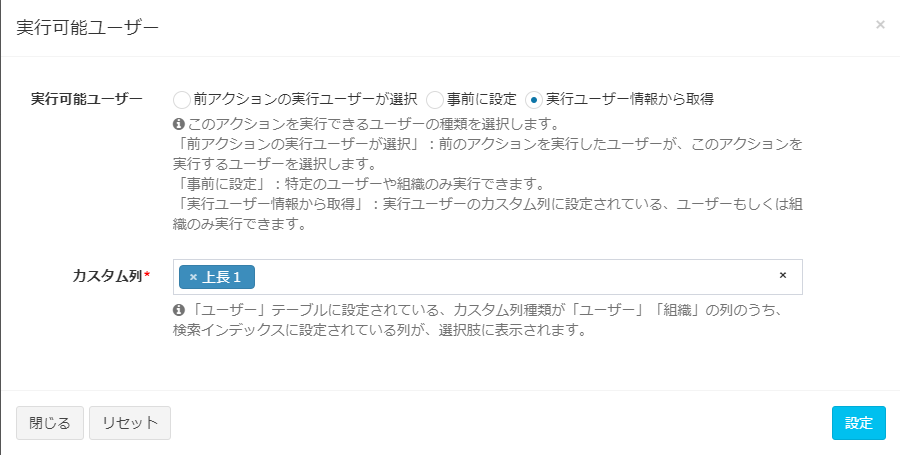 実行可能ユーザー
×
実行可能ユーザー 前アクションの実行ユーザーが選択 事前に設定 実行ユーザー情報から取得
このアクションを実行できるユーザーの種類を選択します。
「前アクションの実行ユーザーが選択」：前のアクションを実行したユーザーが、このアクションを
実行するユーザーを選択します。
「事前に設定」：特定のユーザーや組織のみ実行できます。
「実行ユーザー情報から取得」：実行ユーザーのカスタム列に設定されている、ユーザーもしくは組
織のみ実行できます。
カスタム列* × 上長１ ×
「ユーザー」テーブルに設定されている、カスタム列種類が「ユーザー」「組織」の列のうち、
検索インデックスに設定されている列が、選択肢に表示されます。
閉じる リセット 設定